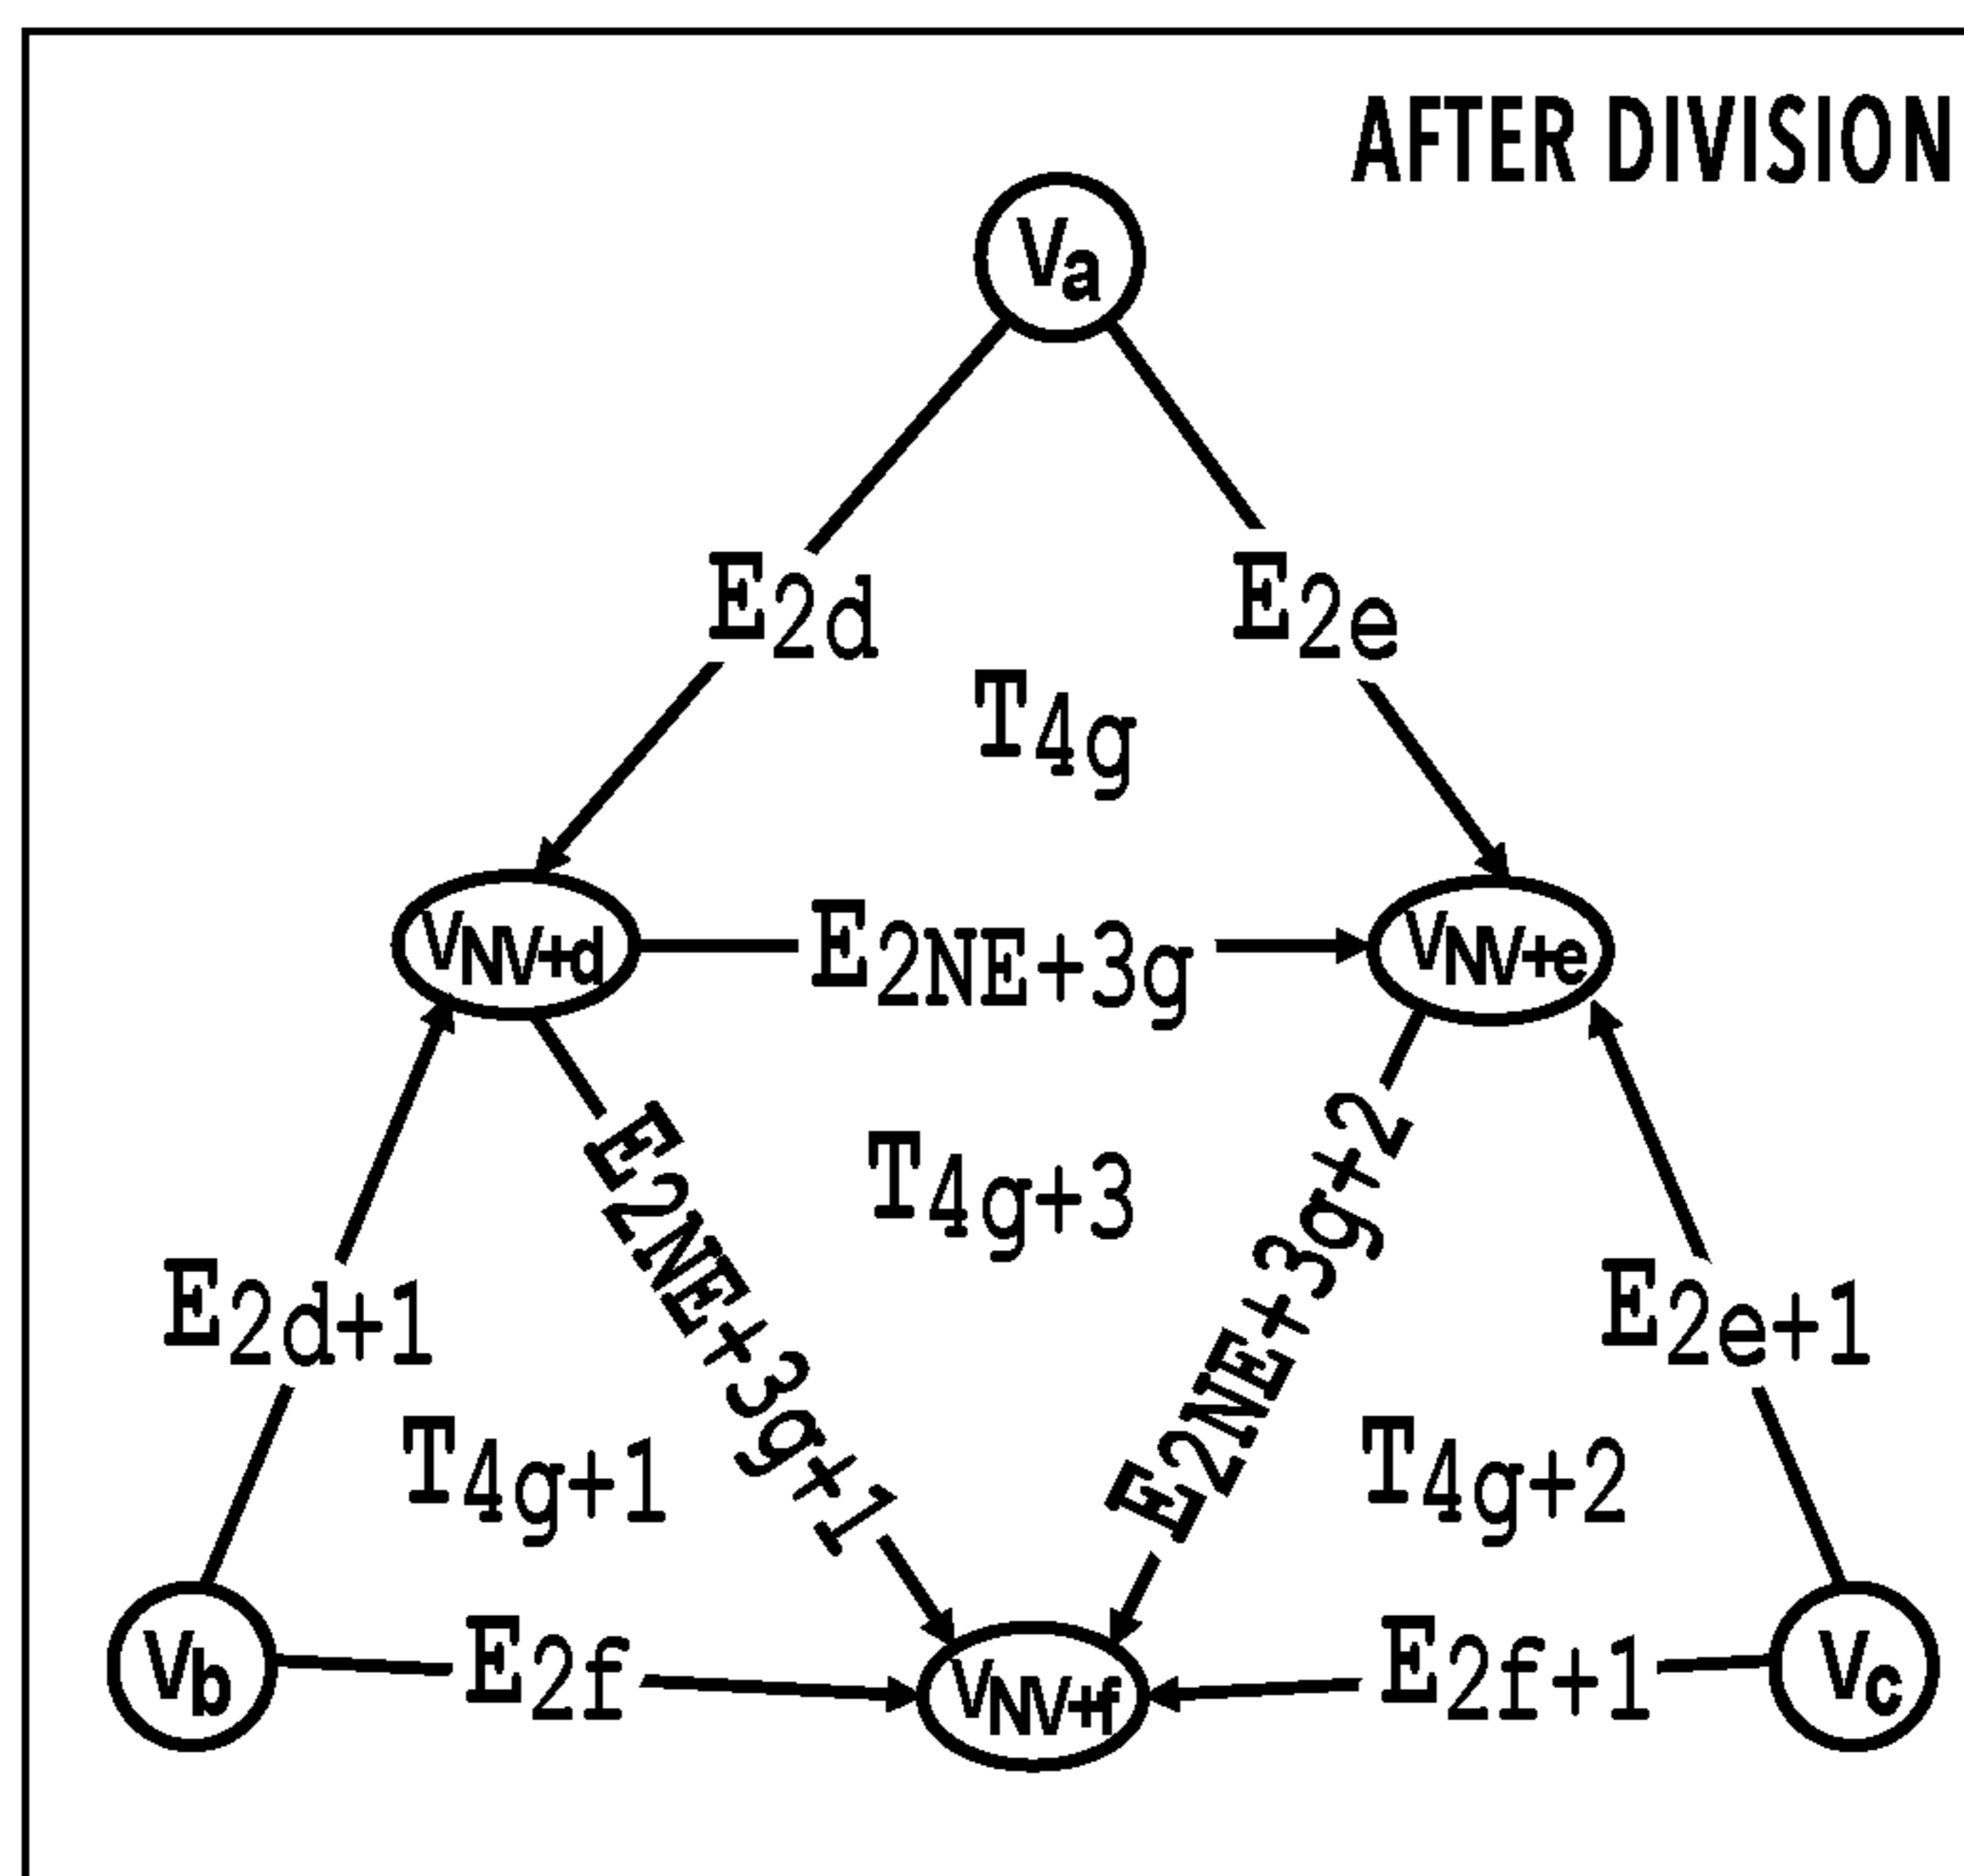 AFTER DIVISION
Va
E2d
E2e
T4g
VNV+d
E2NE+3g
VNV+e
E2NE+3g+1
T4g+3
E2NE+3g+2
E2d+1
E2e+1
T4g+1
T4g+2
Vb
E2f
VNV+f
E2f+1
Vc